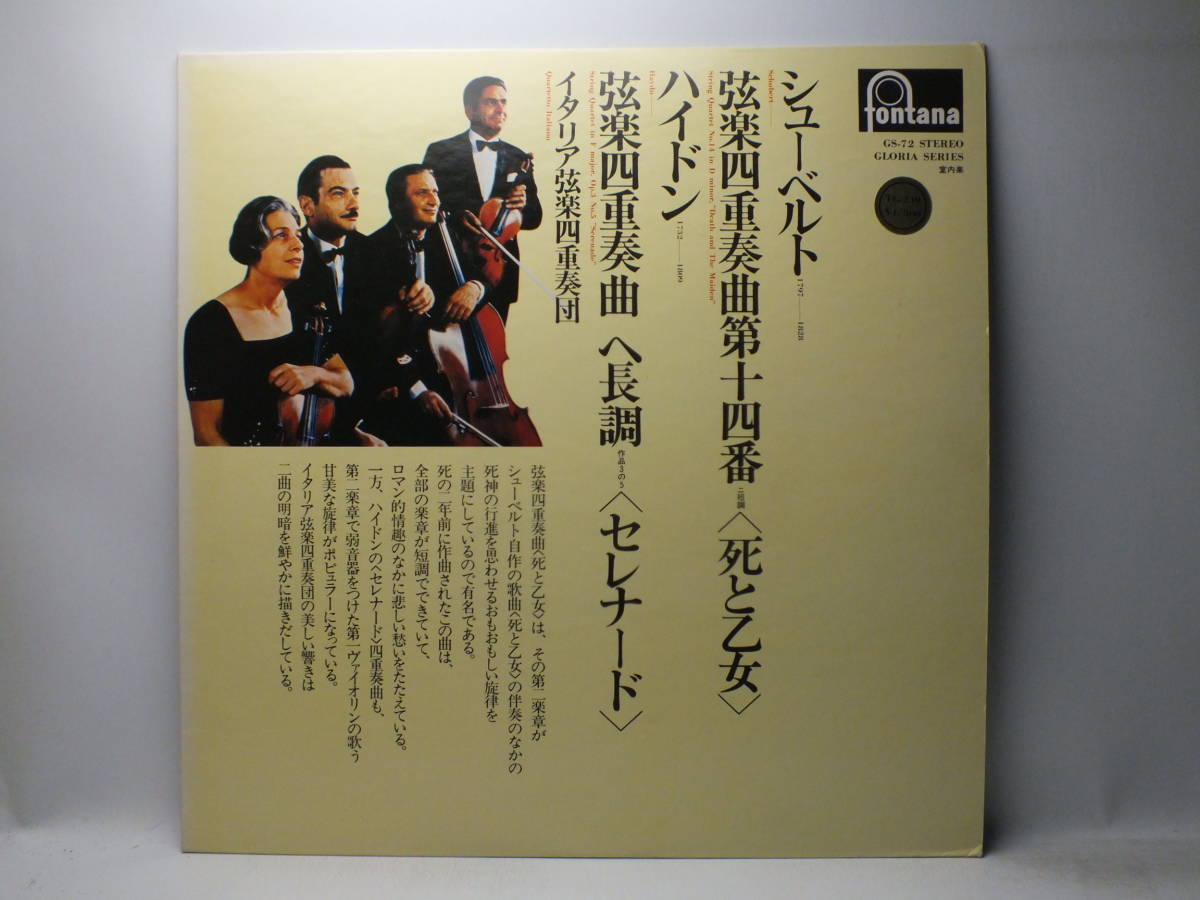 fontana
GS-72 STEREO
GLORIA SERIES
室内楽
シューベルト 1797——1828
Schubert——
弦楽四重奏曲第十四番 ニ短調〈死と乙女〉
String Quartet No.14 in D minor, "Death and The Maiden"
ハイドン 1732——1809
Haydn——
弦楽四重奏曲 ヘ長調 作品3の5〈セレナード〉
String Quartet in F major, Op.3 No.5 "Serenade"
イタリア弦楽四重奏団
Quartetto Italiano
弦楽四重奏曲〈死と乙女〉は、その第二楽章が
シューベルト自作の歌曲〈死と乙女〉の伴奏のなかの
死神の行進を思わせるおもおもしい旋律を
主題にしているので有名である。
死の二年前に作曲されたこの曲は、
全部の楽章が短調でできていて、
ロマン的情趣のなかに悲しい愁いをたたえている。
一方、ハイドンの〈セレナード〉四重奏曲も、
第二楽章で弱音器をつけた第一ヴァイオリンの歌う
甘美な旋律がポピュラーになっている。
イタリア弦楽四重奏団の美しい響きは
二曲の明暗を鮮やかに描きだしている。